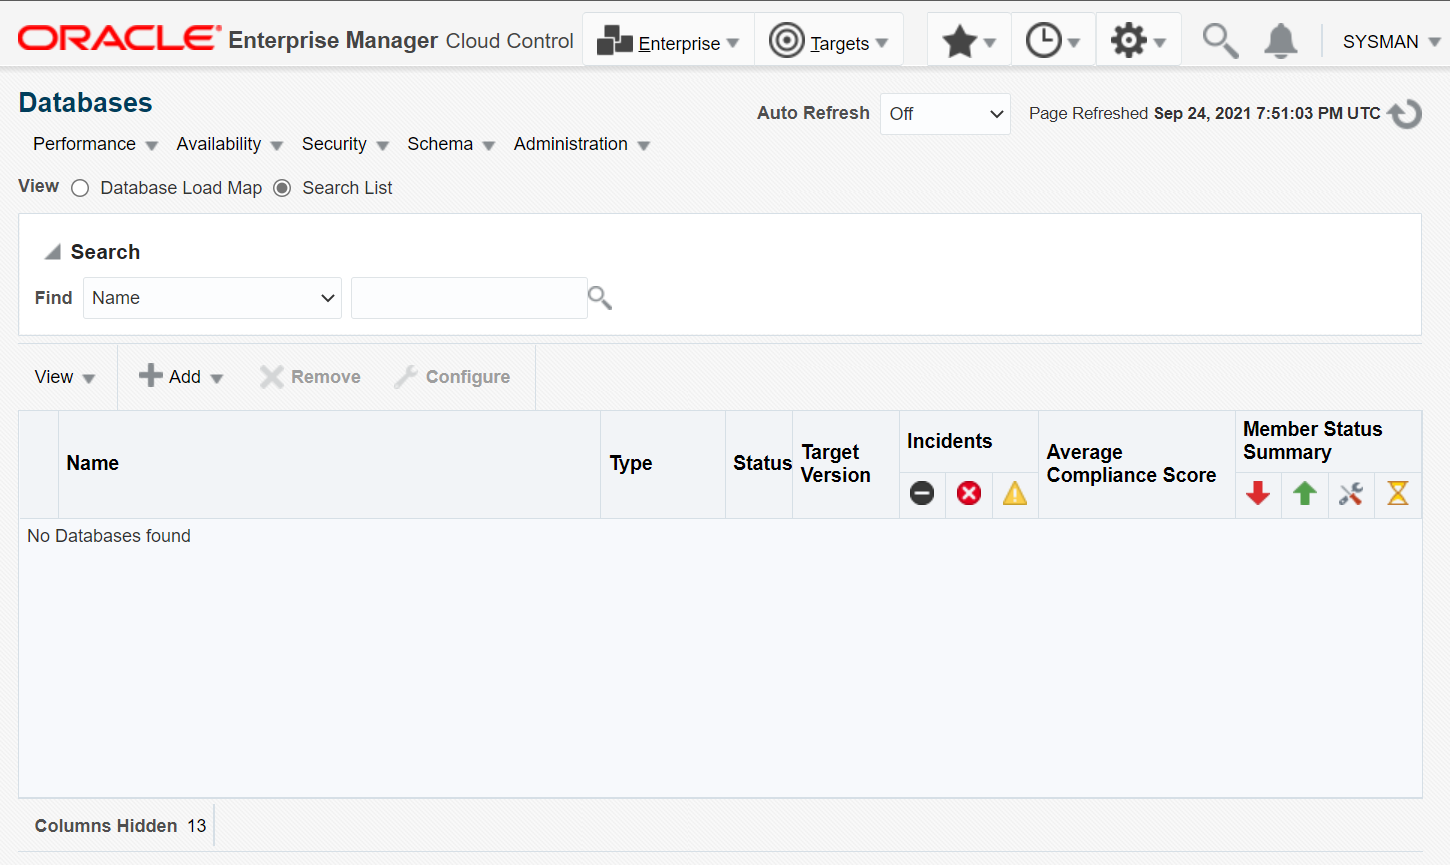 ORACLE Enterprise Manager Cloud Control Enterprise Targets SYSMAN
Databases
Auto Refresh Off Page Refreshed Sep 24, 2021 7:51:03 PM UTC
Performance Availability Security Schema Administration
View Database Load Map Search List
Search
Find Name
View Add Remove Configure
Name Type Status Target Version Incidents Average Compliance Score Member Status Summary
No Databases found
Columns Hidden 13